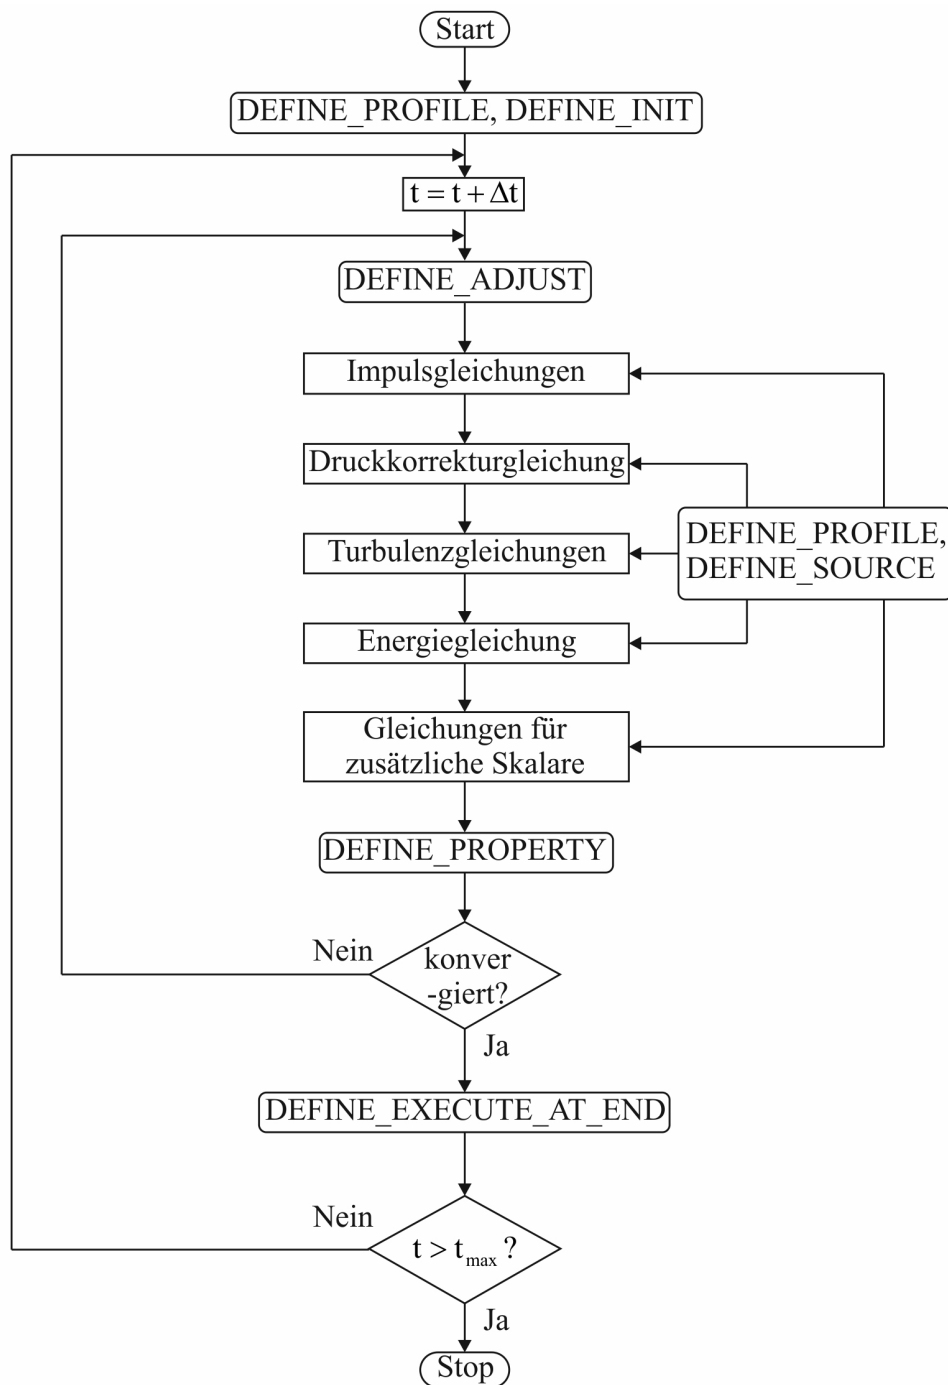 Start
DEFINE_PROFILE, DEFINE_INIT
t = t + Δt
DEFINE_ADJUST
Impulsgleichungen
Druckkorrekturgleichung
Turbulenzgleichungen
DEFINE_PROFILE,
DEFINE_SOURCE
Energiegleichung
Gleichungen für
zusätzliche Skalare
DEFINE_PROPERTY
Nein
konver
-giert?
Ja
DEFINE_EXECUTE_AT_END
Nein
t > tmax ?
Ja
Stop